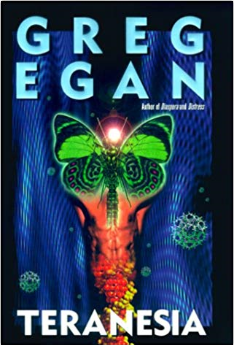 GREG
EGAN
Author of Diaspora and Distress
TERANESIA